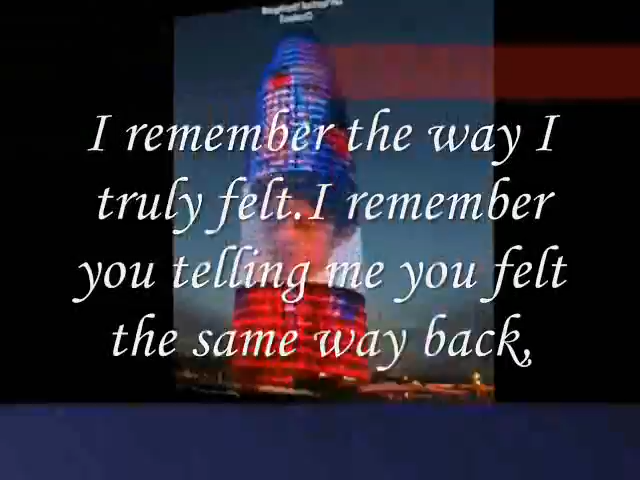 I remember the way I
truly felt.I remember
you telling me you felt
the same way back,